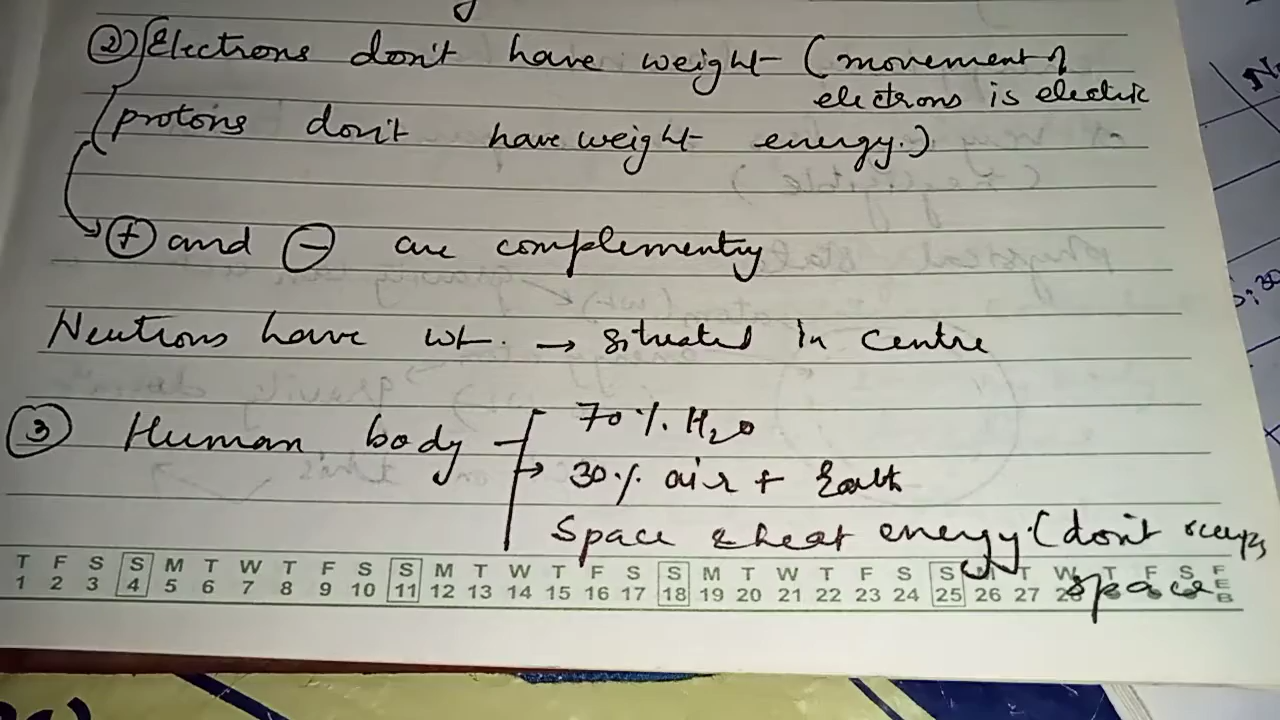 ② Electrons don't have weight (movement of
electrons is electric
(protons don't have weight energy.)
⊕ and ⊖ are complementry
Neutrons have wt. → situated in centre
③ Human body
70% H₂O
→ 30% air + Earth
Space & heat energy. (don't occupy
space
T F S S M T W T F S S M T W T F S S M T W T F S S M T W T F S FEB
1 2 3 4 5 6 7 8 9 10 11 12 13 14 15 16 17 18 19 20 21 22 23 24 25 26 27 28